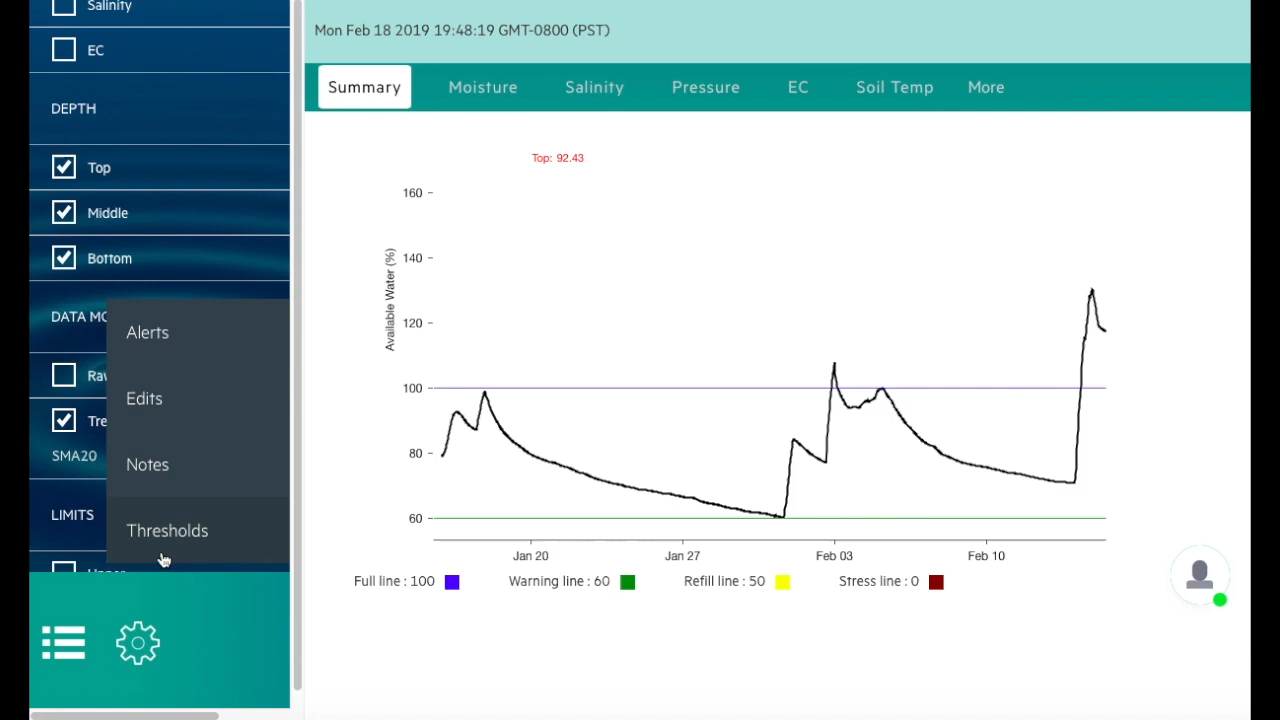 Salinity
EC
DEPTH
Top
Middle
Bottom
DATA MO
Raw
Tre
SMA20
LIMITS
Upper
Alerts
Edits
Notes
Thresholds
Mon Feb 18 2019 19:48:19 GMT-0800 (PST)
Summary Moisture Salinity Pressure EC Soil Temp More
Top: 92.43
Available Water (%)
160
140
120
100
80
60
Jan 20 Jan 27 Feb 03 Feb 10
Full line : 100 Warning line : 60 Refill line : 50 Stress line : 0